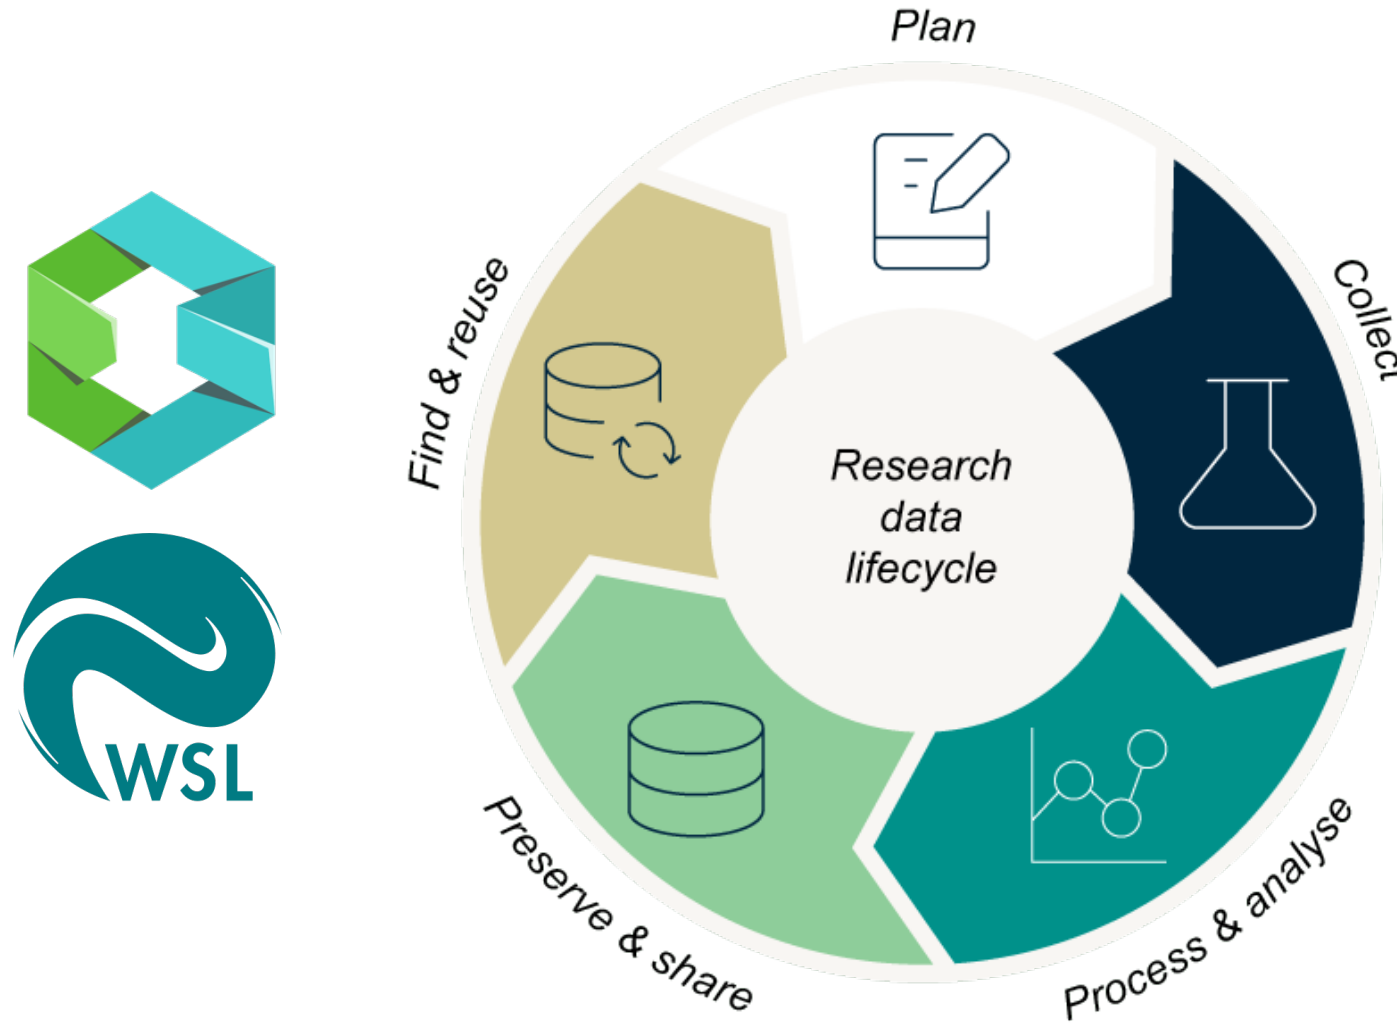 Plan
Collect
Find & reuse
Research
data
lifecycle
WSL
Preserve & share
Process & analyse